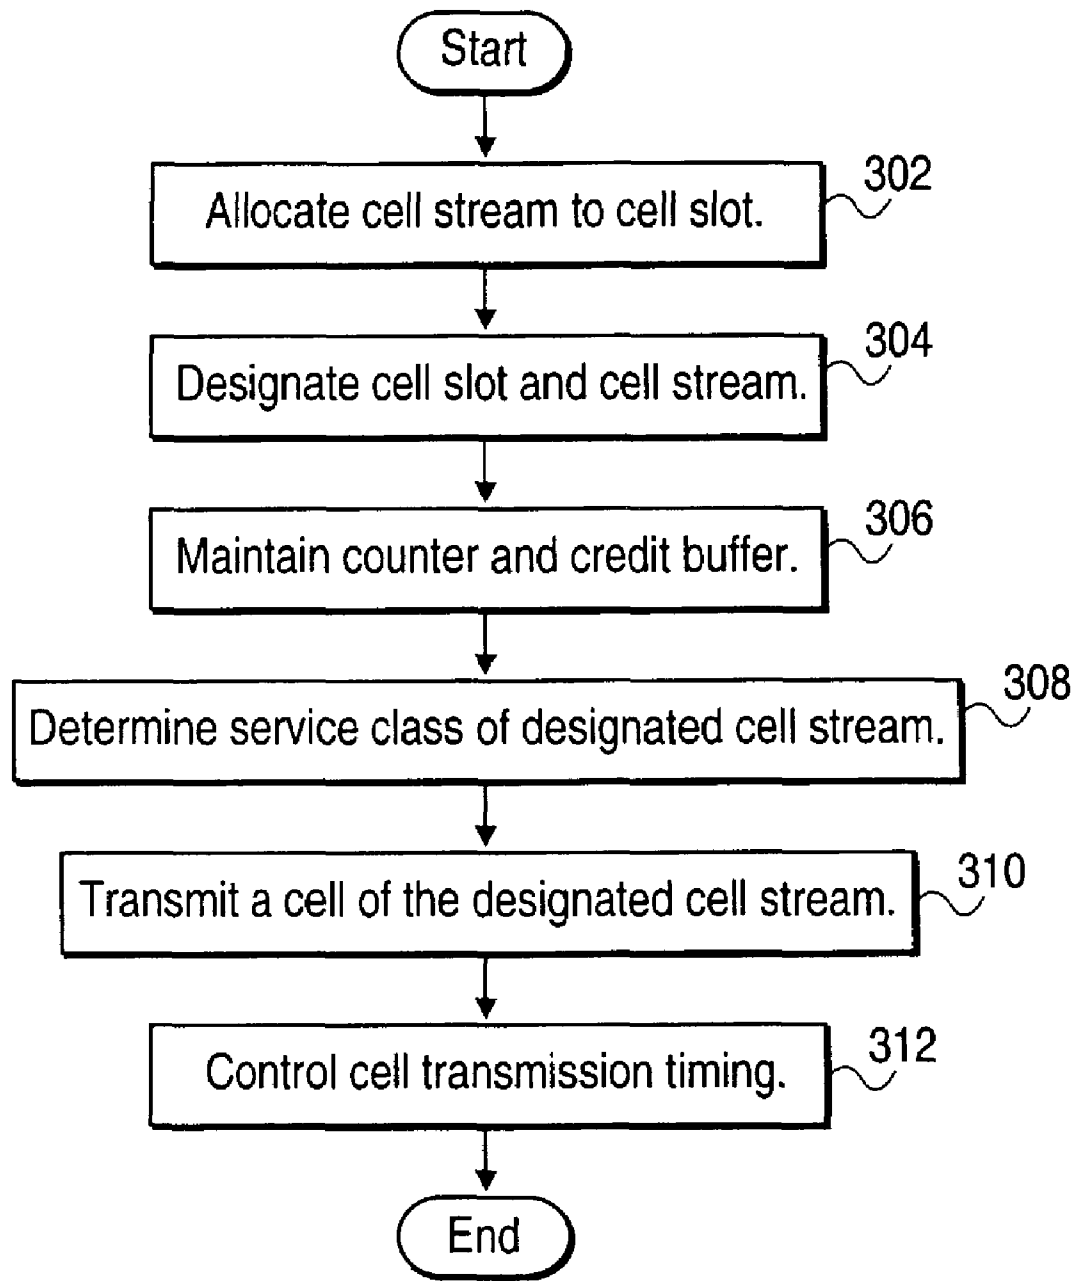 Start
302
Allocate cell stream to cell slot.
304
Designate cell slot and cell stream.
306
Maintain counter and credit buffer.
308
Determine service class of designated cell stream.
310
Transmit a cell of the designated cell stream.
312
Control cell transmission timing.
End